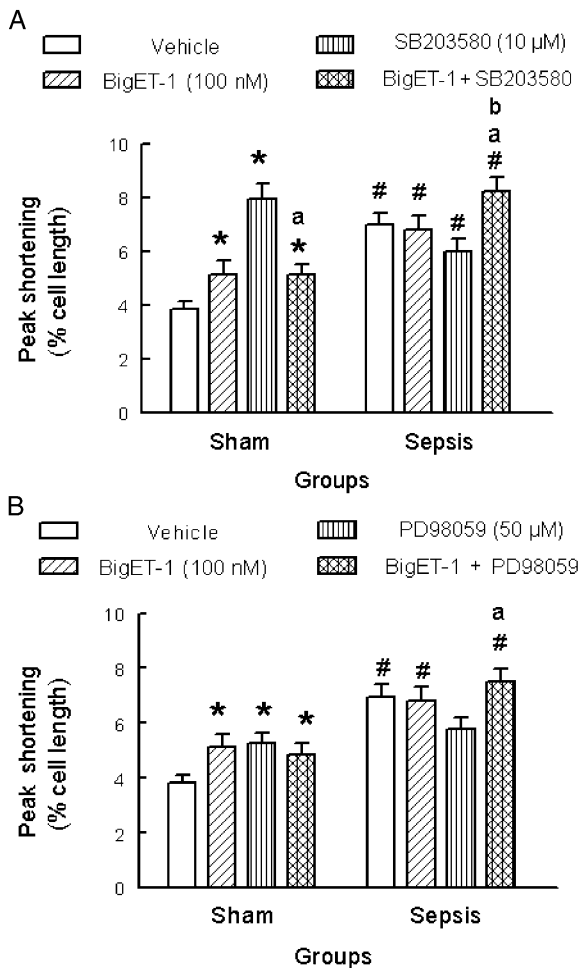 A
Vehicle
SB203580 (10 µM)
BigET-1 (100 nM)
BigET-1+SB203580
Peak shortening
(% cell length)
10
8
6
4
2
0
*
*
a
*
#
#
#
b
a
#
Sham
Sepsis
Groups
B
Vehicle
PD98059 (50 µM)
BigET-1 (100 nM)
BigET-1 + PD98059
Peak shortening
(% cell length)
10
8
6
4
2
0
*
*
*
#
#
a
#
Sham
Sepsis
Groups